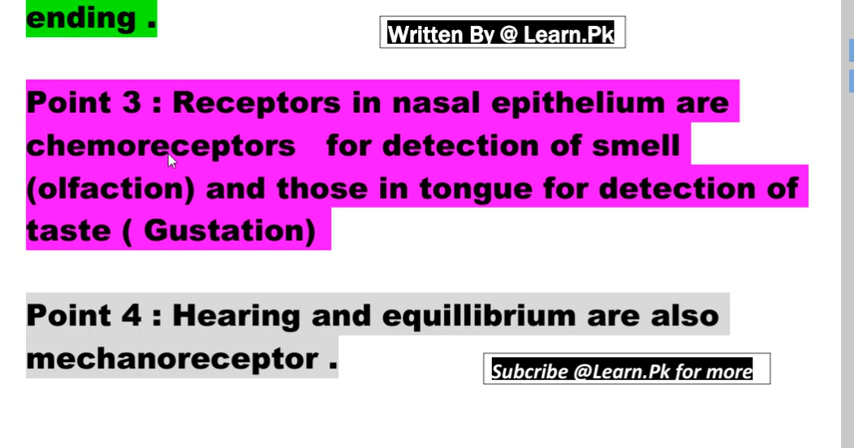 ending .
Written By @ Learn.Pk
Point 3 : Receptors in nasal epithelium are
chemoreceptors for detection of smell
(olfaction) and those in tongue for detection of
taste ( Gustation)
Point 4 : Hearing and equillibrium are also
mechanoreceptor .
Subcribe @Learn.Pk for more